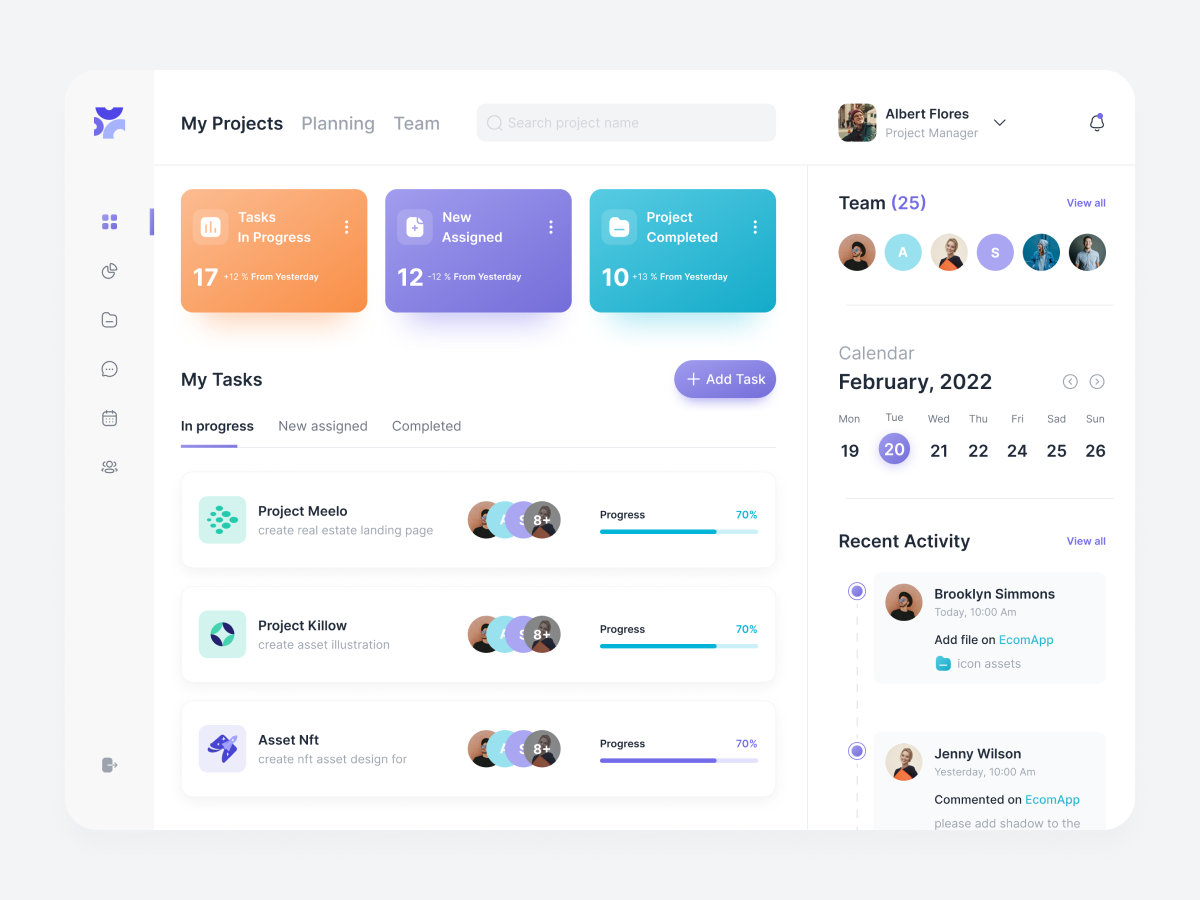 My Projects Planning Team
Search project name
Albert Flores
Project Manager
Tasks
In Progress
17 +12 % From Yesterday
New
Assigned
12 -12 % From Yesterday
Project
Completed
10 +13 % From Yesterday
My Tasks
+ Add Task
In progress New assigned Completed
Project Meelo
create real estate landing page
A S 8+
Progress 70%
Project Killow
create asset illustration
A S 8+
Progress 70%
Asset Nft
create nft asset design for
A S 8+
Progress 70%
Team (25) View all
A S
Calendar
February, 2022
Mon Tue Wed Thu Fri Sad Sun
19 20 21 22 24 25 26
Recent Activity View all
Brooklyn Simmons
Today, 10:00 Am
Add file on EcomApp
icon assets
Jenny Wilson
Yesterday, 10:00 Am
Commented on EcomApp
please add shadow to the